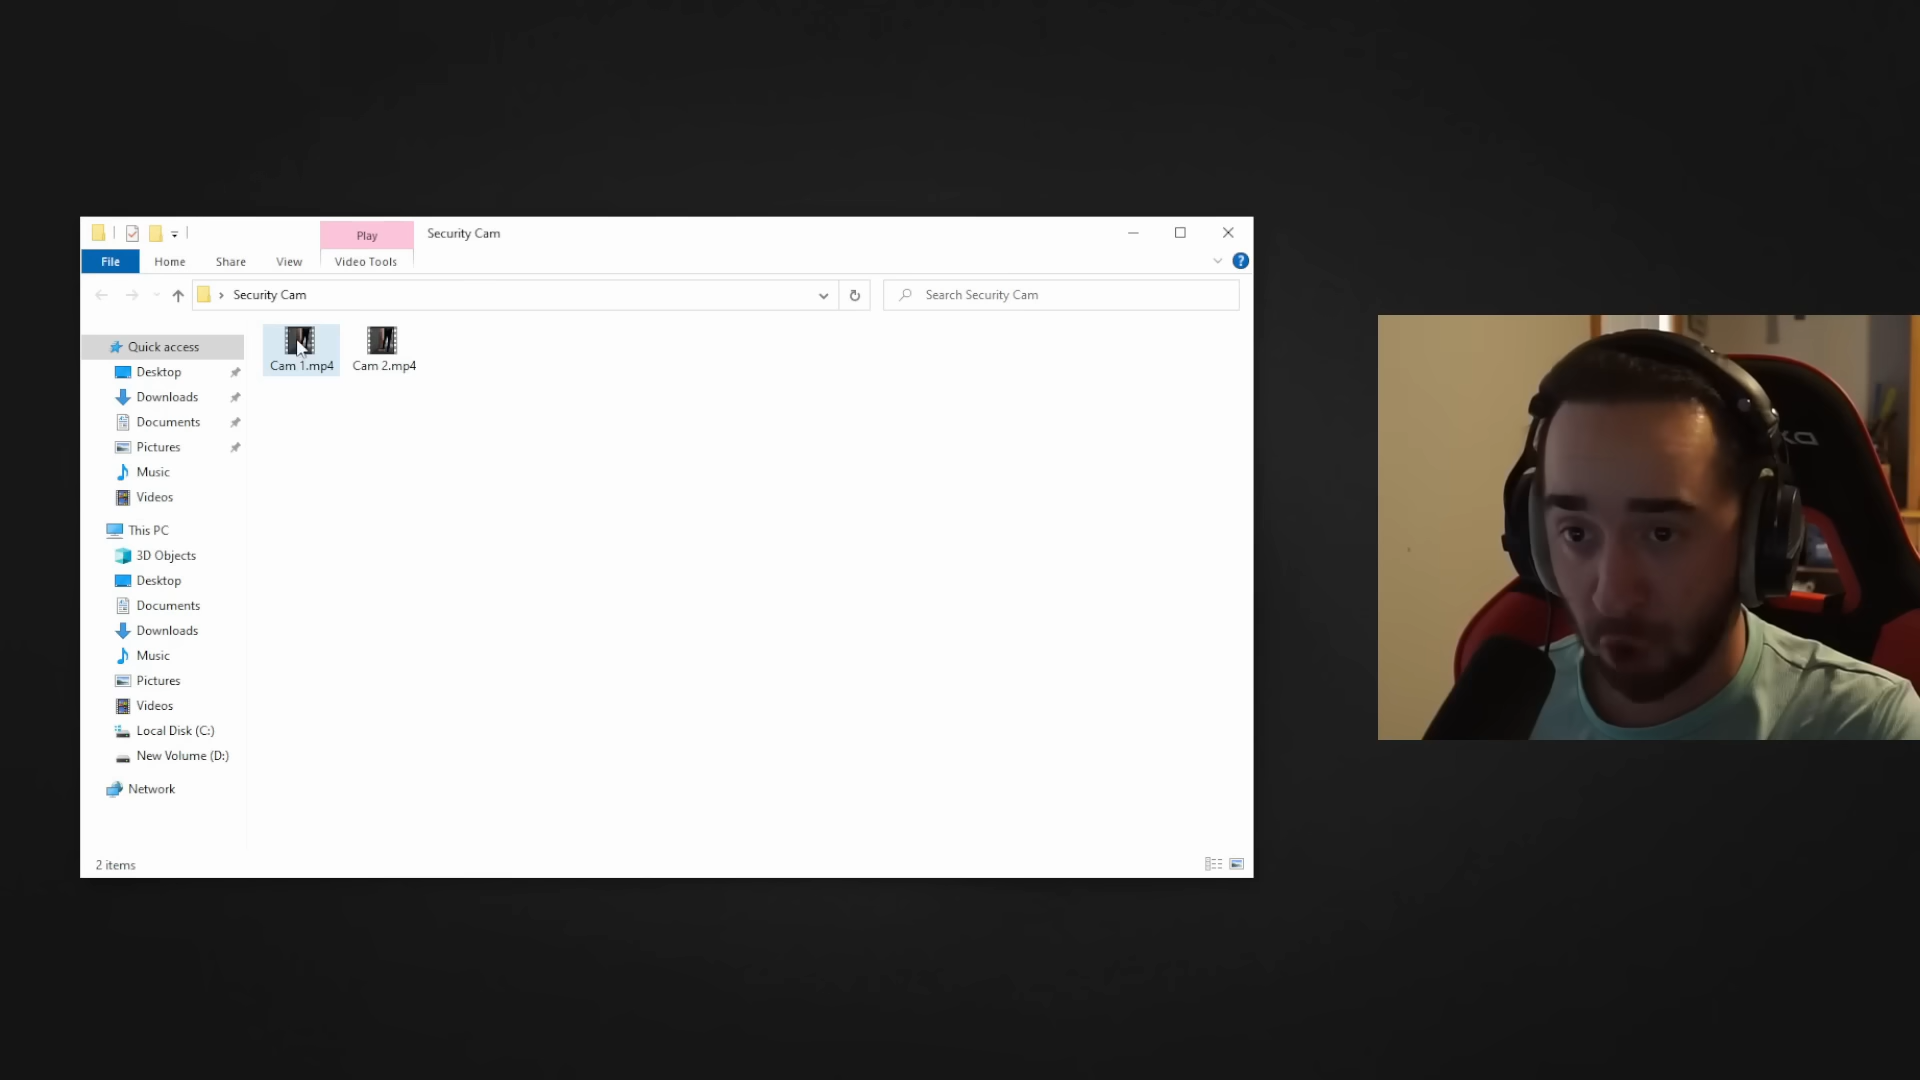 Play
Security Cam
File
Home
Share
View
Video Tools
?
Security Cam
Search Security Cam
Quick access
Desktop
Downloads
Documents
Pictures
Music
Videos
This PC
3D Objects
Desktop
Documents
Downloads
Music
Pictures
Videos
Local Disk (C:)
New Volume (D:)
Network
Cam 1.mp4
Cam 2.mp4
2 items